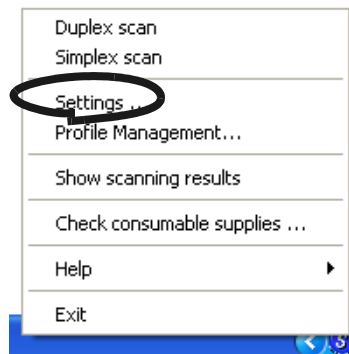 Duplex scan
Simplex scan
Settings ...
Profile Management...
Show scanning results
Check consumable supplies ...
Help
Exit